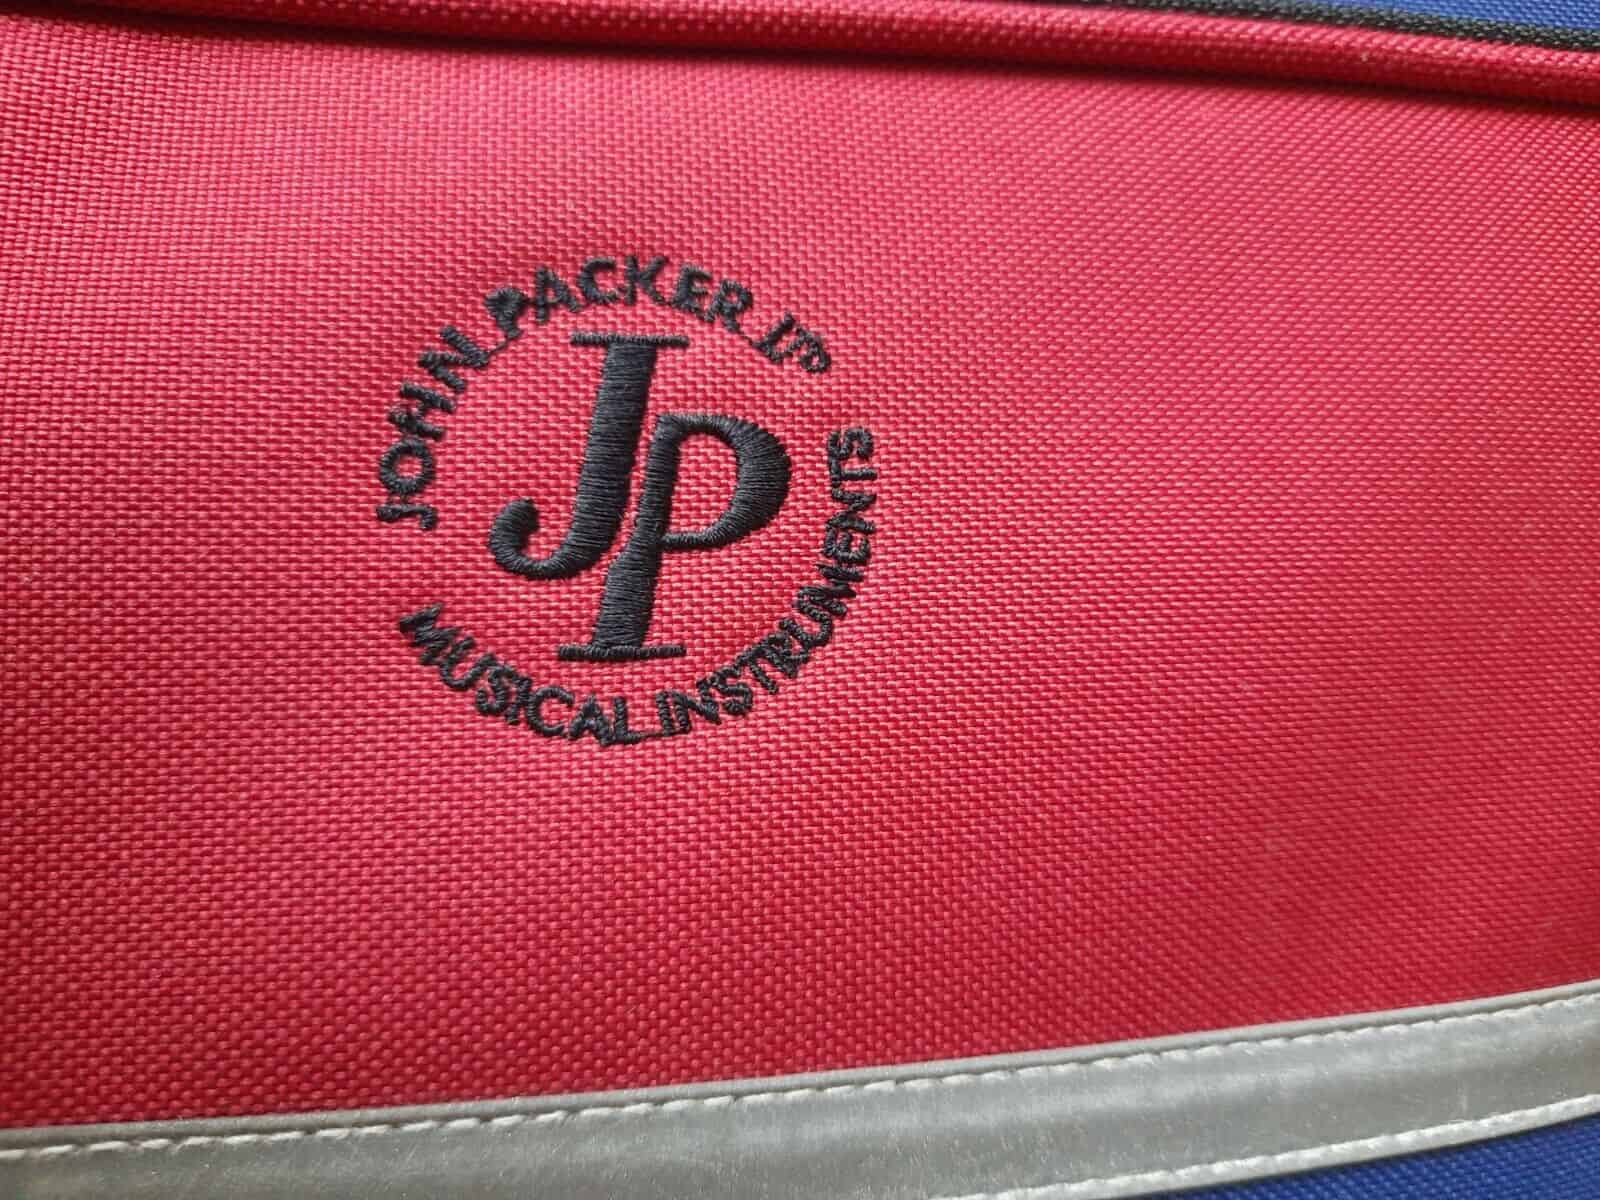 JOHN PACKER LTD
JP
MUSICAL INSTRUMENTS